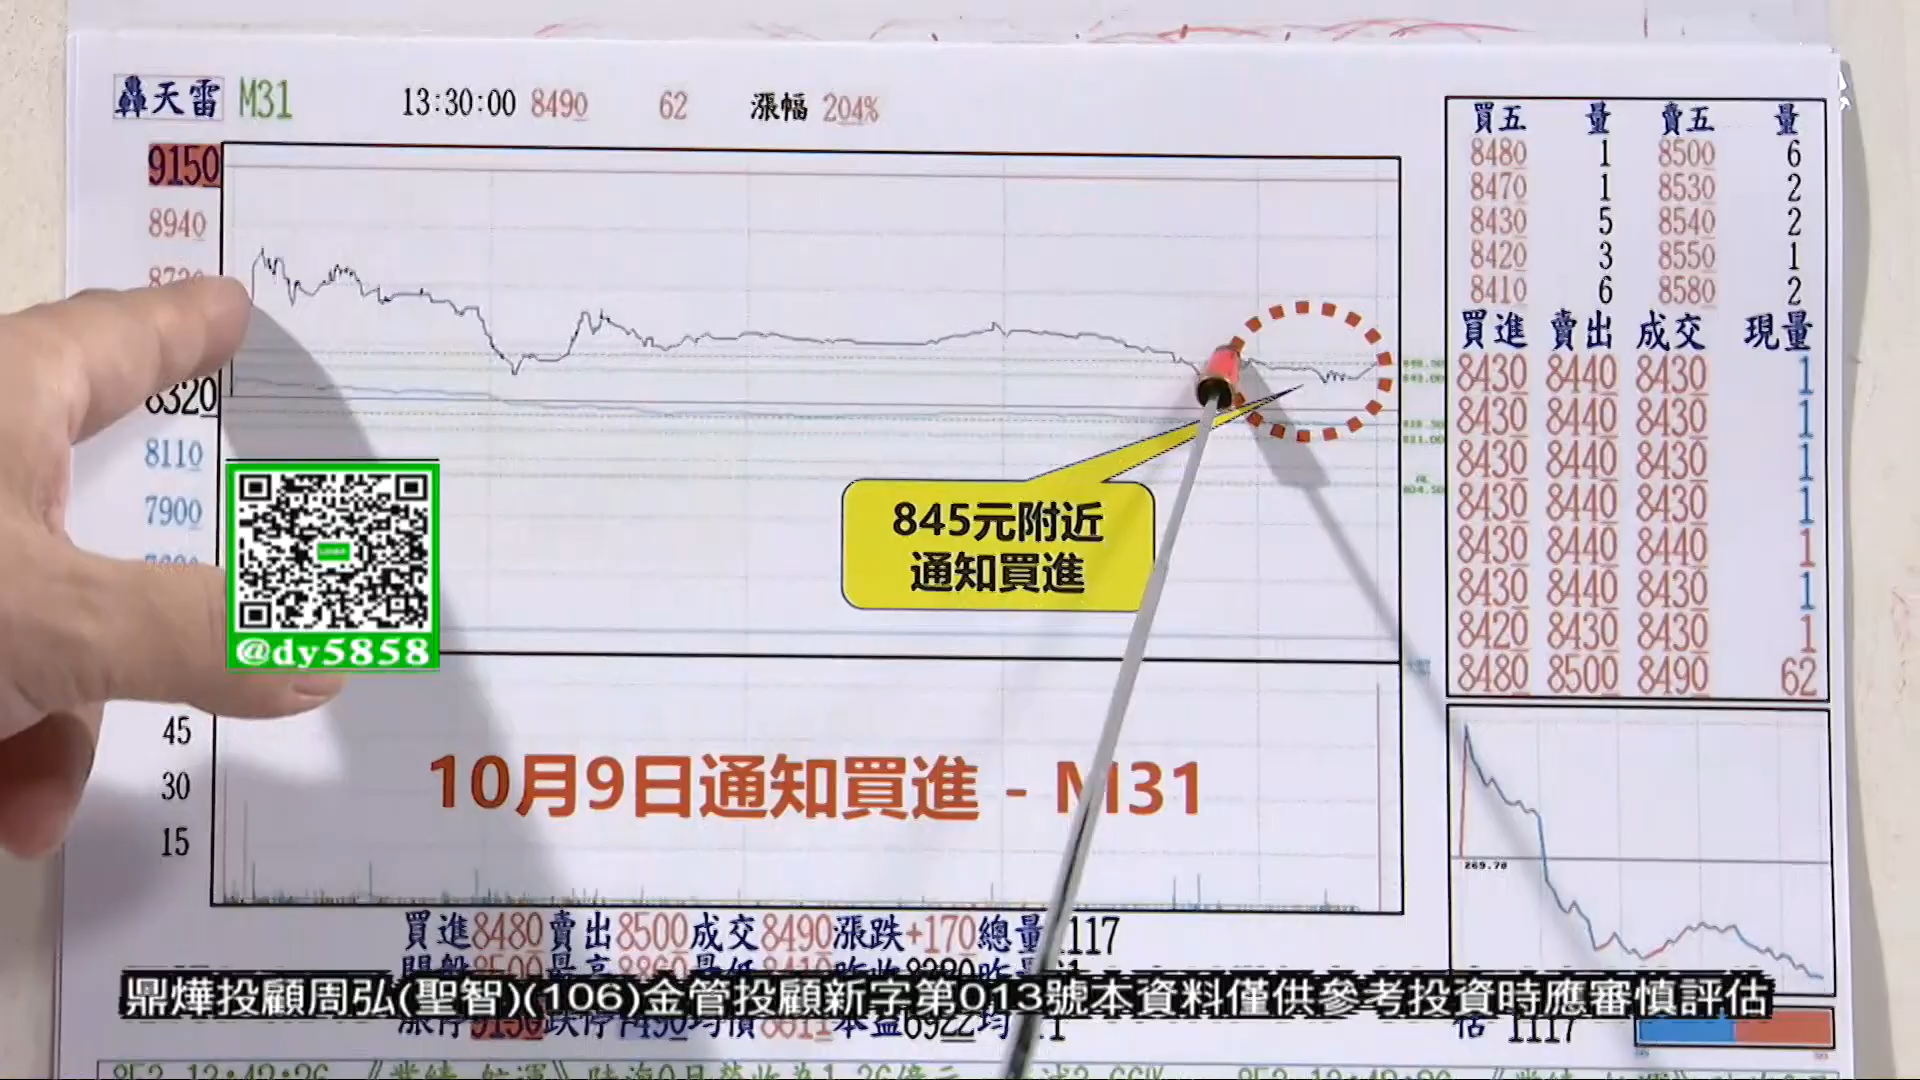 轟天雷 M31 13:30:00 8490 62 漲幅 204%
9150
8940
8320
8110
7900
845元附近
通知買進
@dy5858
45
30
15
10月9日通知買進 - M31
買五 量 賣五 量
8480 1 8500 6
8470 1 8530 2
8430 5 8540 2
8420 3 8550 1
8410 6 8580 2
買進 賣出 成交 現量
8430 8440 8430 1
8430 8440 8430 1
8430 8440 8430 1
8430 8440 8430 1
8430 8440 8440 1
8430 8440 8430 1
8420 8430 8430 1
8480 8500 8490 62
269.70
買進8480賣出8500成交8490漲跌+170總量1117
鼎燁投顧周弘(聖智)(106)金管投顧新字第013號本資料僅供參考投資時應審慎評估
1117